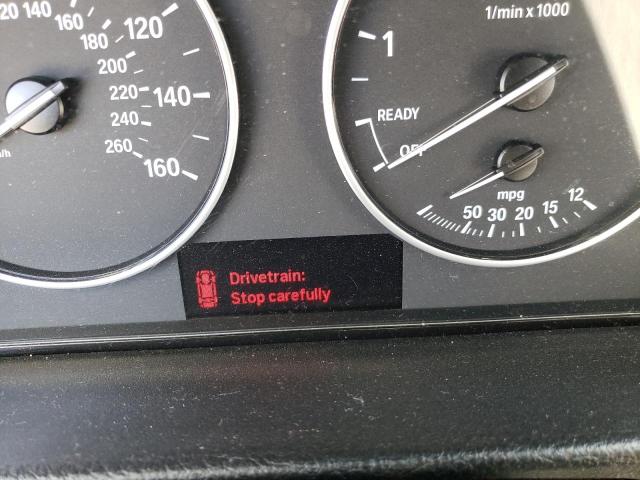 120 140 160 180 200 220 240 260
m/h
120
140
160
1/min x 1000
1
READY
OFF
mpg
50 30 20 15 12
Drivetrain:
Stop carefully